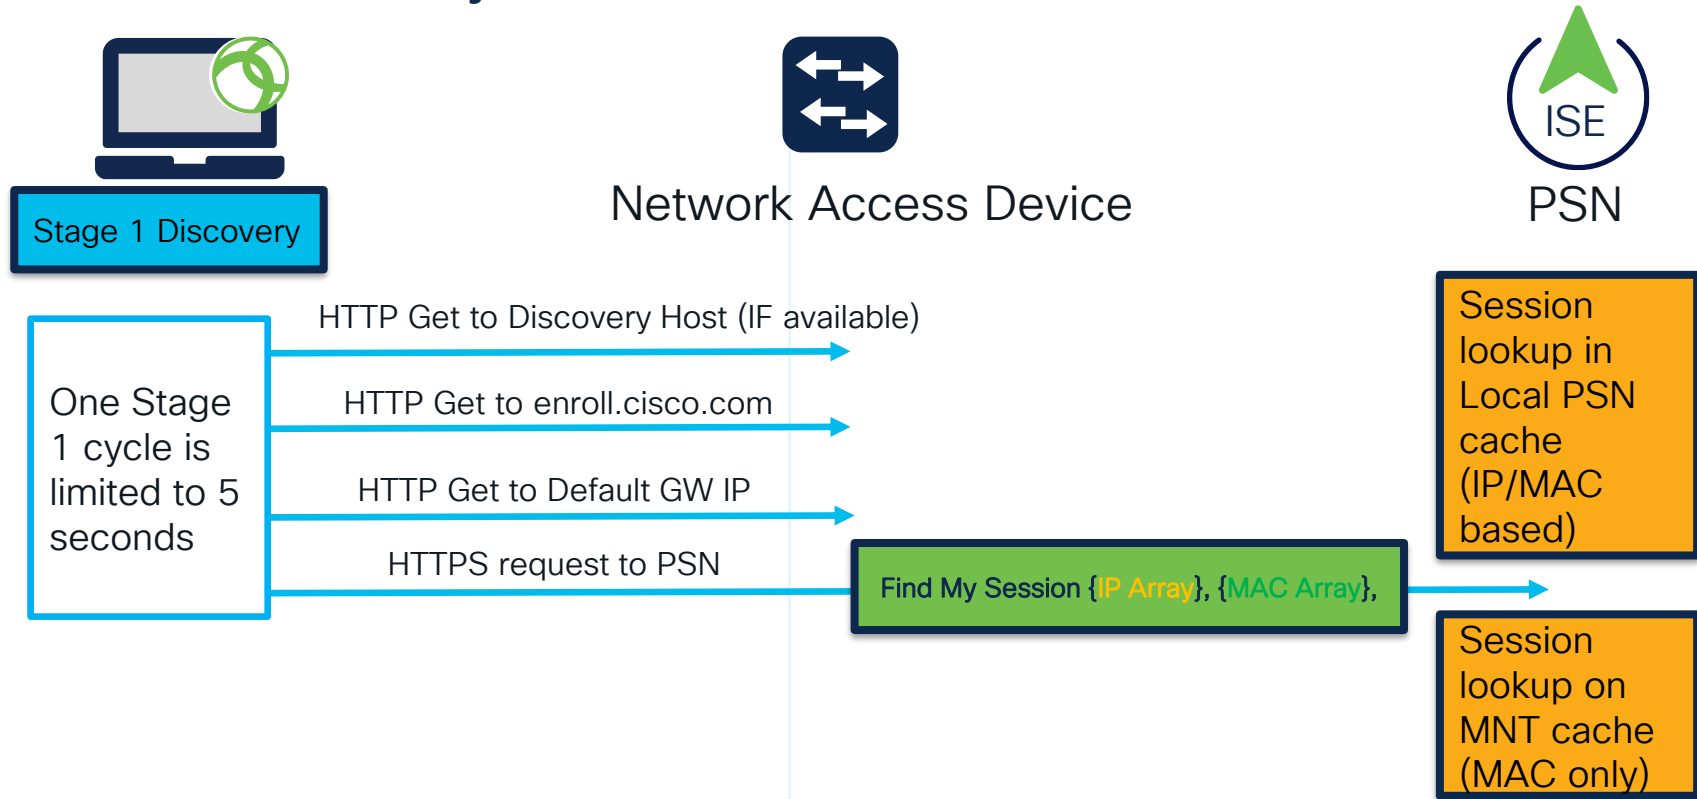 ISE
Network Access Device
PSN
Stage 1 Discovery
HTTP Get to Discovery Host (IF available)
HTTP Get to enroll.cisco.com
HTTP Get to Default GW IP
HTTPS request to PSN
One Stage
1 cycle is
limited to 5
seconds
Find My Session {IP Array}, {MAC Array},
Session
lookup in
Local PSN
cache
(IP/MAC
based)
Session
lookup on
MNT cache
(MAC only)